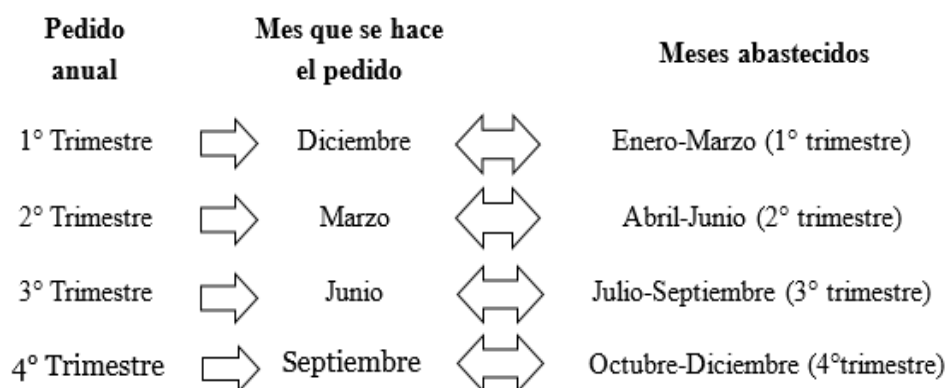 Pedido
anual
Mes que se hace
el pedido
Meses abastecidos
1° Trimestre
Diciembre
Enero-Marzo (1° trimestre)
2° Trimestre
Marzo
Abril-Junio (2° trimestre)
3° Trimestre
Junio
Julio-Septiembre (3° trimestre)
4° Trimestre
Septiembre
Octubre-Diciembre (4°trimestre)